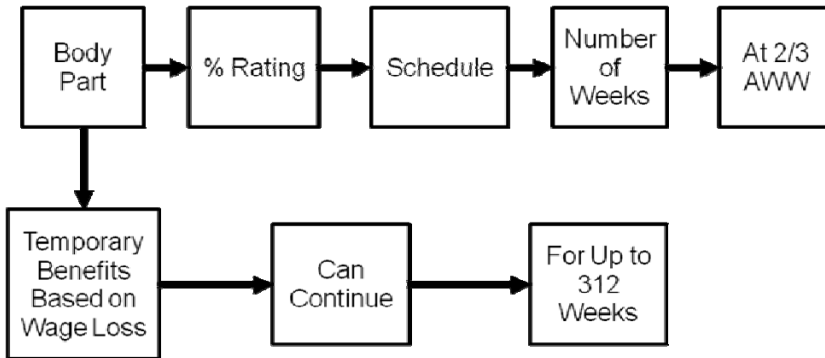 Body
Part
% Rating
Schedule
Number
of
Weeks
At 2/3
AWW
Temporary
Benefits
Based on
Wage Loss
Can
Continue
For Up to
312
Weeks